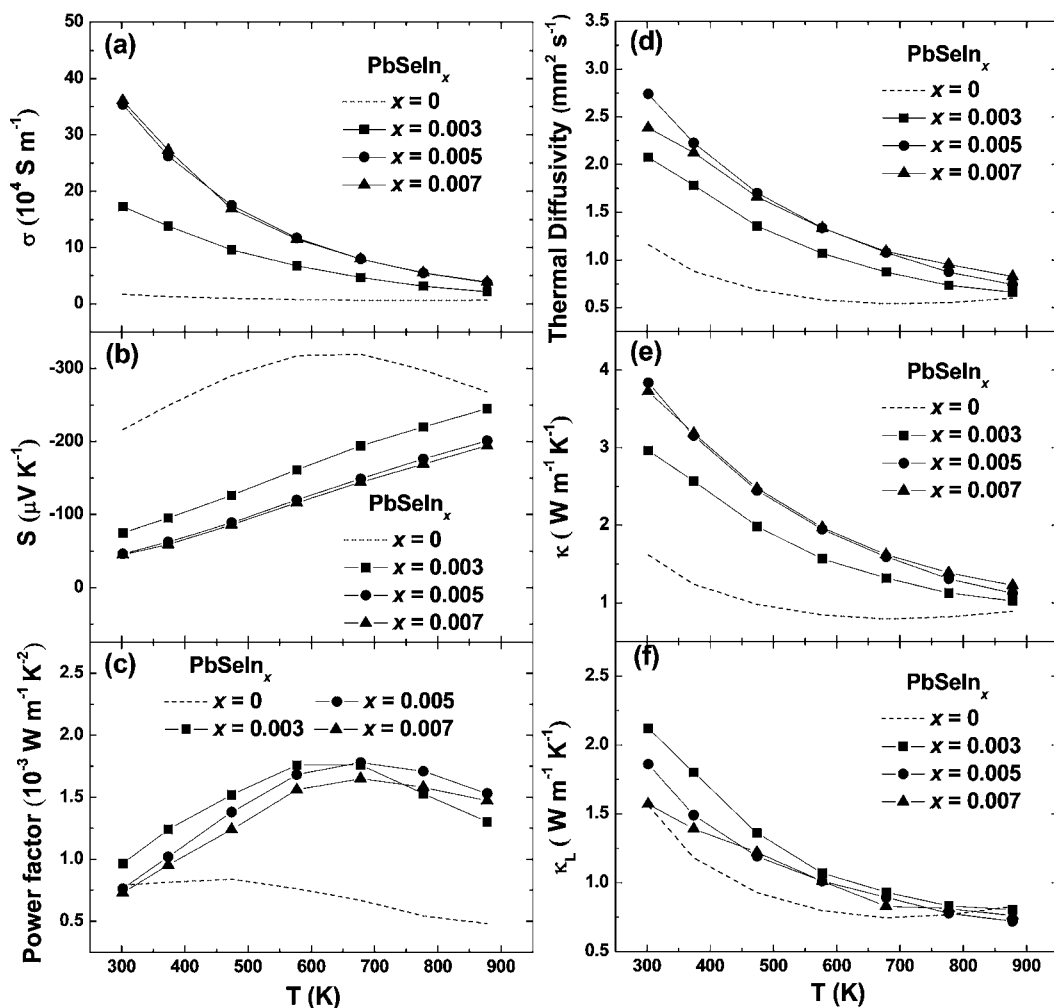 (a)
PbSeIn_x
x = 0
x = 0.003
x = 0.005
x = 0.007
σ (10⁴ S m⁻¹)
50
40
30
20
10
0
(b)
PbSeIn_x
x = 0
x = 0.003
x = 0.005
x = 0.007
S (μV K⁻¹)
-300
-200
-100
0
(c)
PbSeIn_x
x = 0
x = 0.003
x = 0.005
x = 0.007
Power factor (10⁻³ W m⁻¹ K⁻²)
2.5
2.0
1.5
1.0
0.5
300 400 500 600 700 800 900
T (K)
(d)
PbSeIn_x
x = 0
x = 0.003
x = 0.005
x = 0.007
Thermal Diffusivity (mm² s⁻¹)
3.5
3.0
2.5
2.0
1.5
1.0
0.5
(e)
PbSeIn_x
x = 0
x = 0.003
x = 0.005
x = 0.007
κ ( W m⁻¹ K⁻¹)
4
3
2
1
(f)
PbSeIn_x
x = 0
x = 0.003
x = 0.005
x = 0.007
κ_L ( W m⁻¹ K⁻¹)
2.5
2.0
1.5
1.0
0.5
300 400 500 600 700 800 900
T (K)